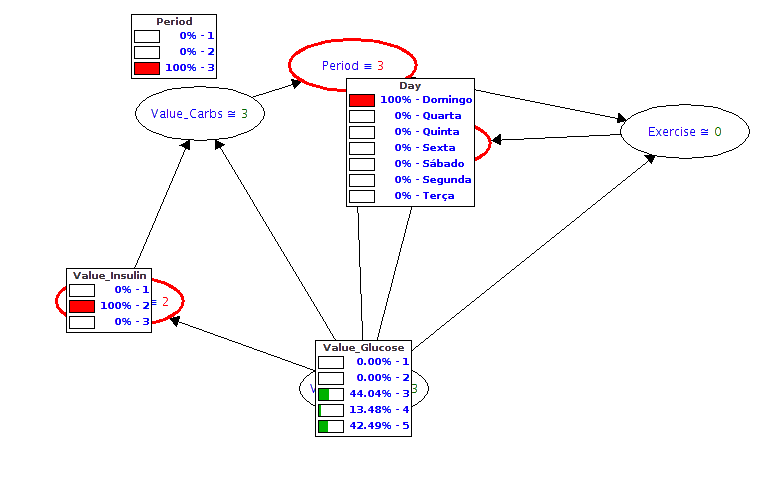 Period
0% - 1
0% - 2
100% - 3
Period ≅ 3
Day
100% - Domingo
0% - Quarta
0% - Quinta
0% - Sexta
0% - Sábado
0% - Segunda
0% - Terça
Value_Carbs ≅ 3
Exercise ≅ 0
Value_Insulin
0% - 1
100% - 2
0% - 3
≅ 2
Value_Glucose
0.00% - 1
0.00% - 2
44.04% - 3
13.48% - 4
42.49% - 5
V
3